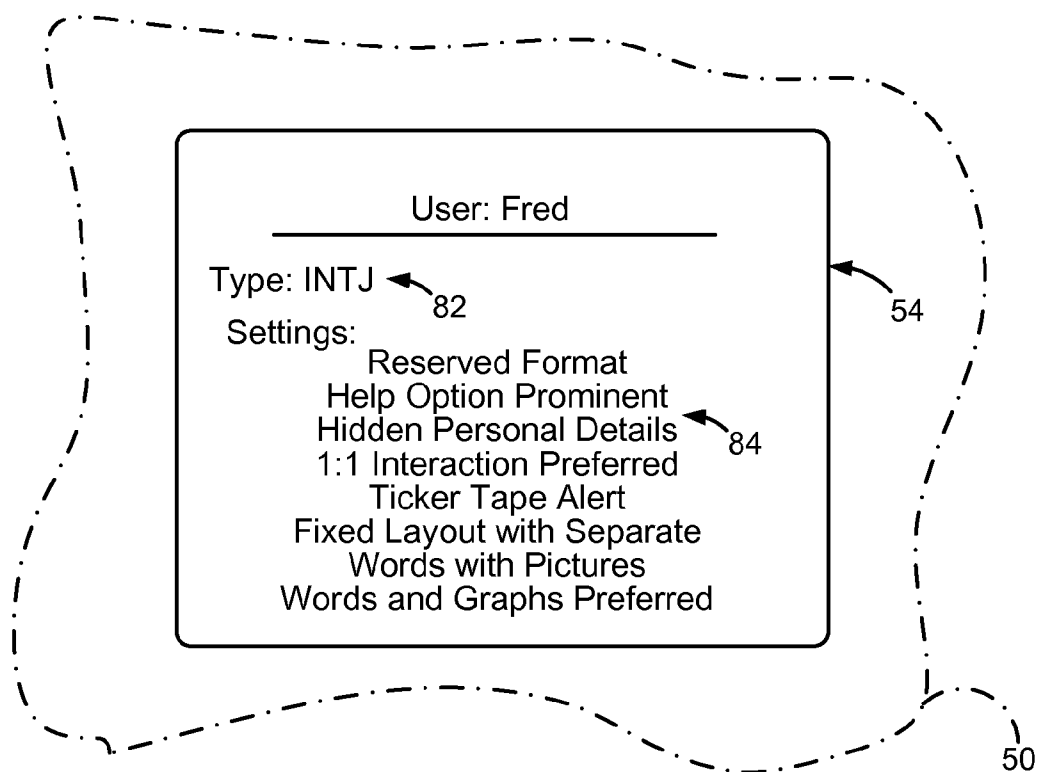 User: Fred
Type: INTJ
82
54
Settings:
Reserved Format
Help Option Prominent
Hidden Personal Details
84
1:1 Interaction Preferred
Ticker Tape Alert
Fixed Layout with Separate
Words with Pictures
Words and Graphs Preferred
50